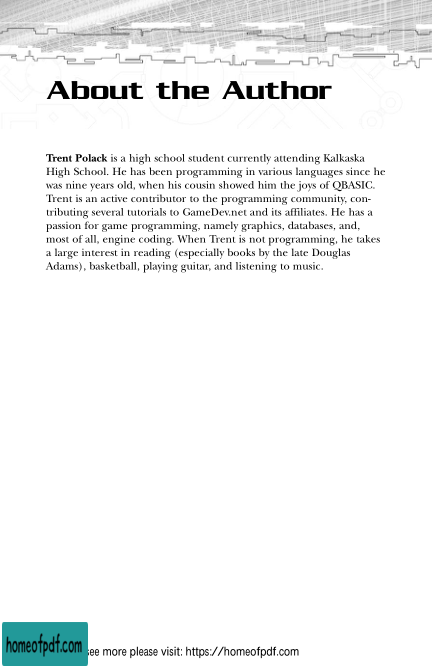 About the Author
Trent Polack is a high school student currently attending Kalkaska
High School. He has been programming in various languages since he
was nine years old, when his cousin showed him the joys of QBASIC.
Trent is an active contributor to the programming community, con-
tributing several tutorials to GameDev.net and its affiliates. He has a
passion for game programming, namely graphics, databases, and,
most of all, engine coding. When Trent is not programming, he takes
a large interest in reading (especially books by the late Douglas
Adams), basketball, playing guitar, and listening to music.
homeofpdf.com
see more please visit: https://homeofpdf.com